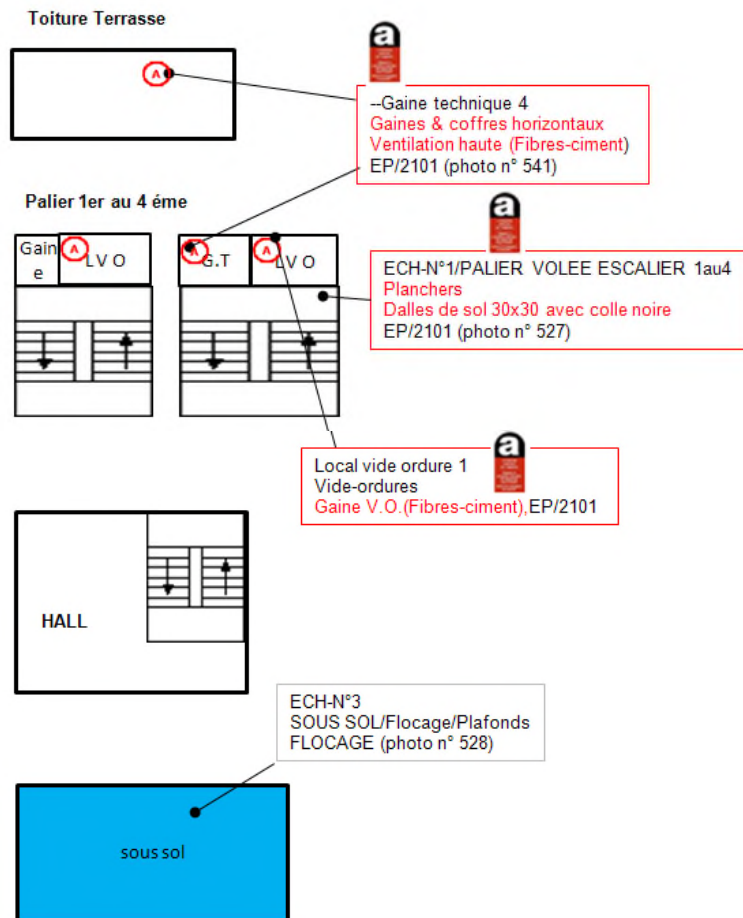 Toiture Terrasse
A
a
--Gaine technique 4
Gaines & coffres horizontaux
Ventilation haute (Fibres-ciment)
EP/2101 (photo n° 541)
Palier 1er au 4 éme
Gain
e
A
LVO
A
G.T
A
LVO
a
ECH-N°1/PALIER VOLEE ESCALIER 1au4
Planchers
Dalles de sol 30x30 avec colle noire
EP/2101 (photo n° 527)
a
Local vide ordure 1
Vide-ordures
Gaine V.O.(Fibres-ciment),EP/2101
HALL
ECH-N°3
SOUS SOL/Flocage/Plafonds
FLOCAGE (photo n° 528)
sous sol